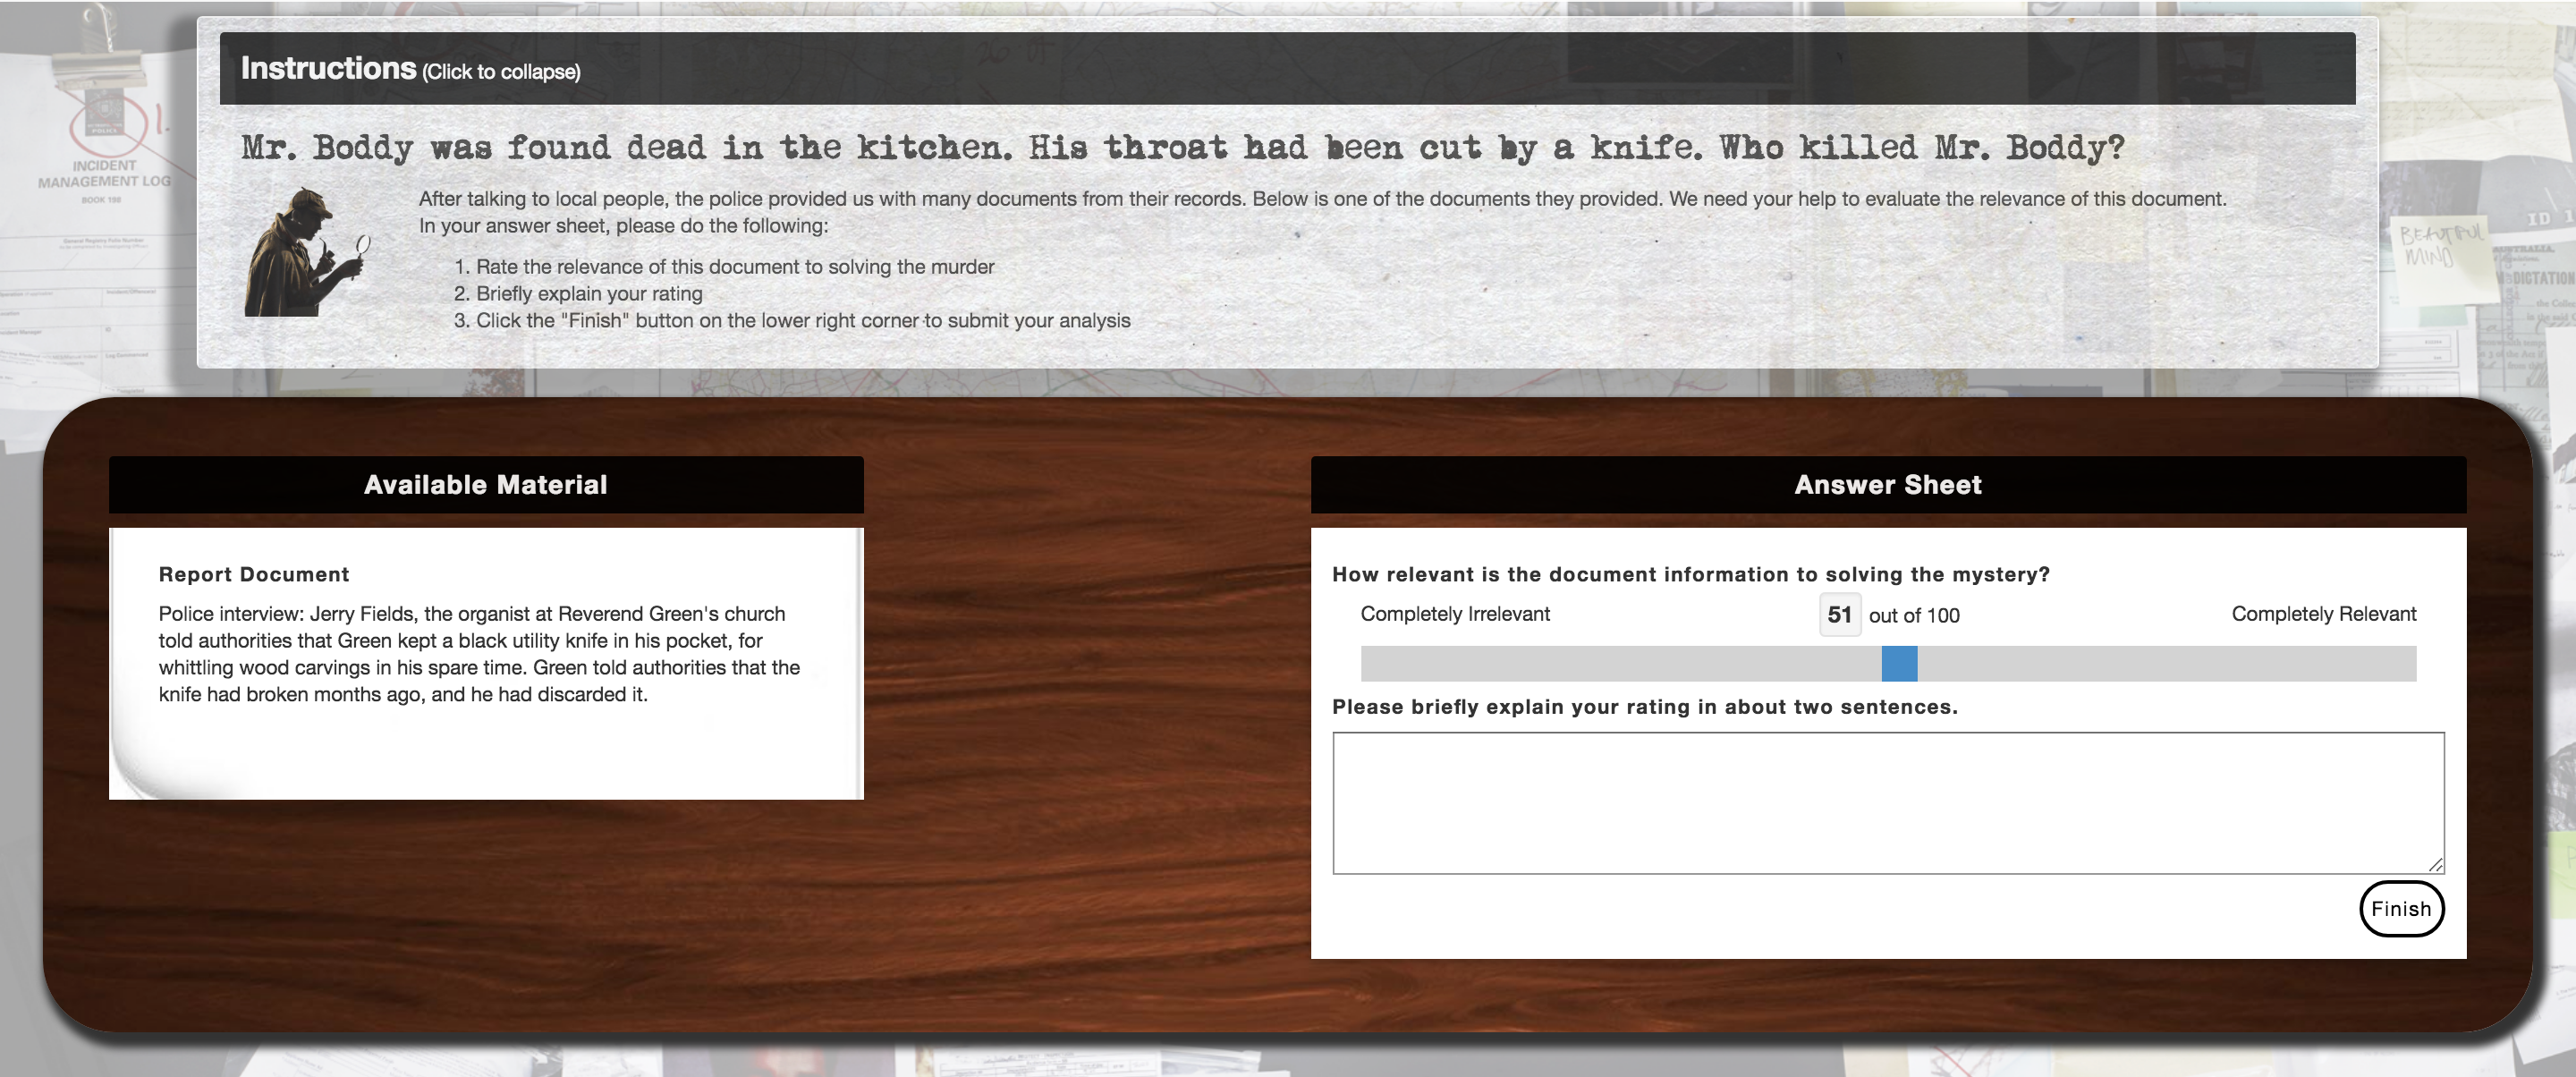 INCIDENT
MANAGEMENT LOG
BOOK 198
BEAUTIFUL
MIND
Instructions (Click to collapse)
Mr. Boddy was found dead in the kitchen. His throat had been cut by a knife. Who killed Mr. Boddy?
After talking to local people, the police provided us with many documents from their records. Below is one of the documents they provided. We need your help to evaluate the relevance of this document.
In your answer sheet, please do the following:
1. Rate the relevance of this document to solving the murder
2. Briefly explain your rating
3. Click the "Finish" button on the lower right corner to submit your analysis
Available Material
Report Document
Police interview: Jerry Fields, the organist at Reverend Green's church
told authorities that Green kept a black utility knife in his pocket, for
whittling wood carvings in his spare time. Green told authorities that the
knife had broken months ago, and he had discarded it.
Answer Sheet
How relevant is the document information to solving the mystery?
Completely Irrelevant 51 out of 100 Completely Relevant
Please briefly explain your rating in about two sentences.
Finish